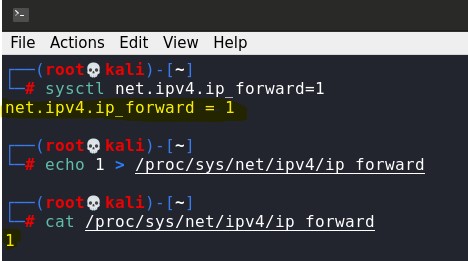 File Actions Edit View Help
┌──(root💀kali)-[~]
└─# sysctl net.ipv4.ip_forward=1
net.ipv4.ip_forward = 1
┌──(root💀kali)-[~]
└─# echo 1 > /proc/sys/net/ipv4/ip_forward
┌──(root💀kali)-[~]
└─# cat /proc/sys/net/ipv4/ip_forward
1